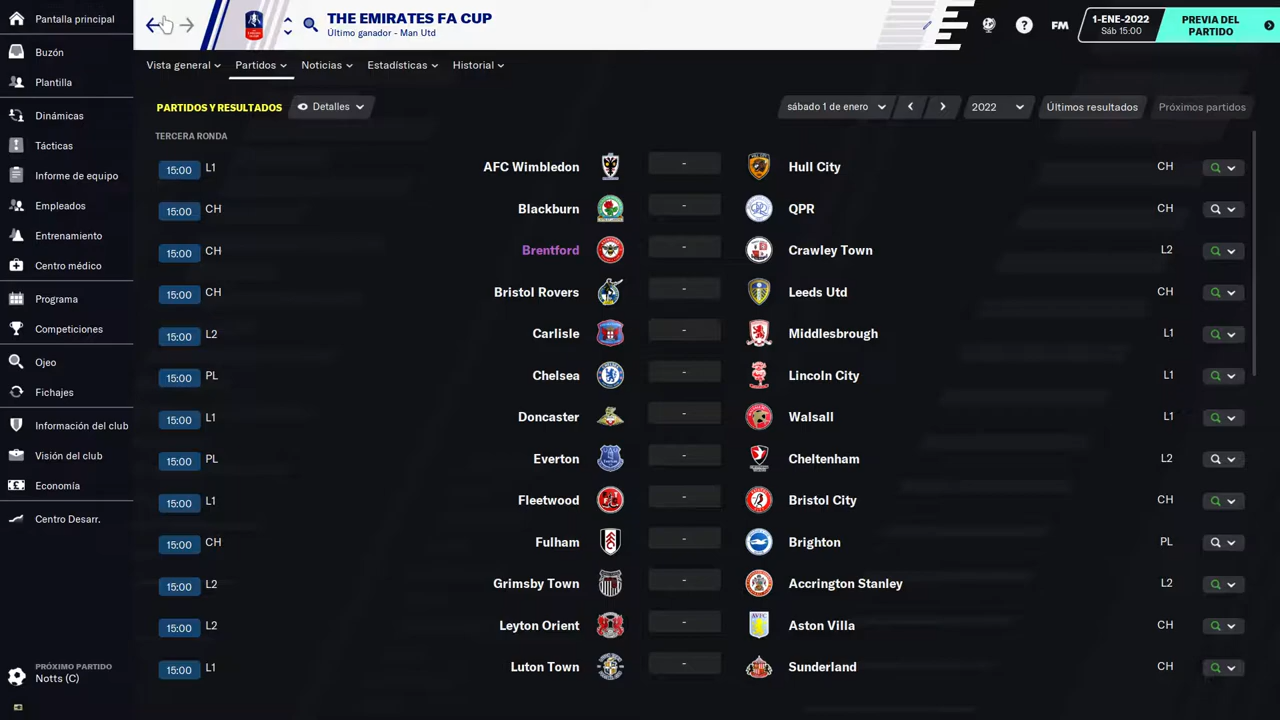 Pantalla principal
Buzón
Plantilla
Dinámicas
Tácticas
Informe de equipo
Empleados
Entrenamiento
Centro médico
Programa
Competiciones
Ojeo
Fichajes
Información del club
Visión del club
Economía
Centro Desarr.
PRÓXIMO PARTIDO
Notts (C)
THE EMIRATES FA CUP
Último ganador - Man Utd
FM
1-ENE-2022
Sáb 15:00
PREVIA DEL PARTIDO
Vista general
Partidos
Noticias
Estadísticas
Historial
PARTIDOS Y RESULTADOS
Detalles
sábado 1 de enero
2022
Últimos resultados
Próximos partidos
TERCERA RONDA
15:00 L1 AFC Wimbledon - Hull City CH
15:00 CH Blackburn - QPR CH
15:00 CH Brentford - Crawley Town L2
15:00 CH Bristol Rovers - Leeds Utd CH
15:00 L2 Carlisle - Middlesbrough L1
15:00 PL Chelsea - Lincoln City L1
15:00 L1 Doncaster - Walsall L1
15:00 PL Everton - Cheltenham L2
15:00 L1 Fleetwood - Bristol City CH
15:00 CH Fulham - Brighton PL
15:00 L2 Grimsby Town - Accrington Stanley L2
15:00 L2 Leyton Orient - Aston Villa CH
15:00 L1 Luton Town - Sunderland CH